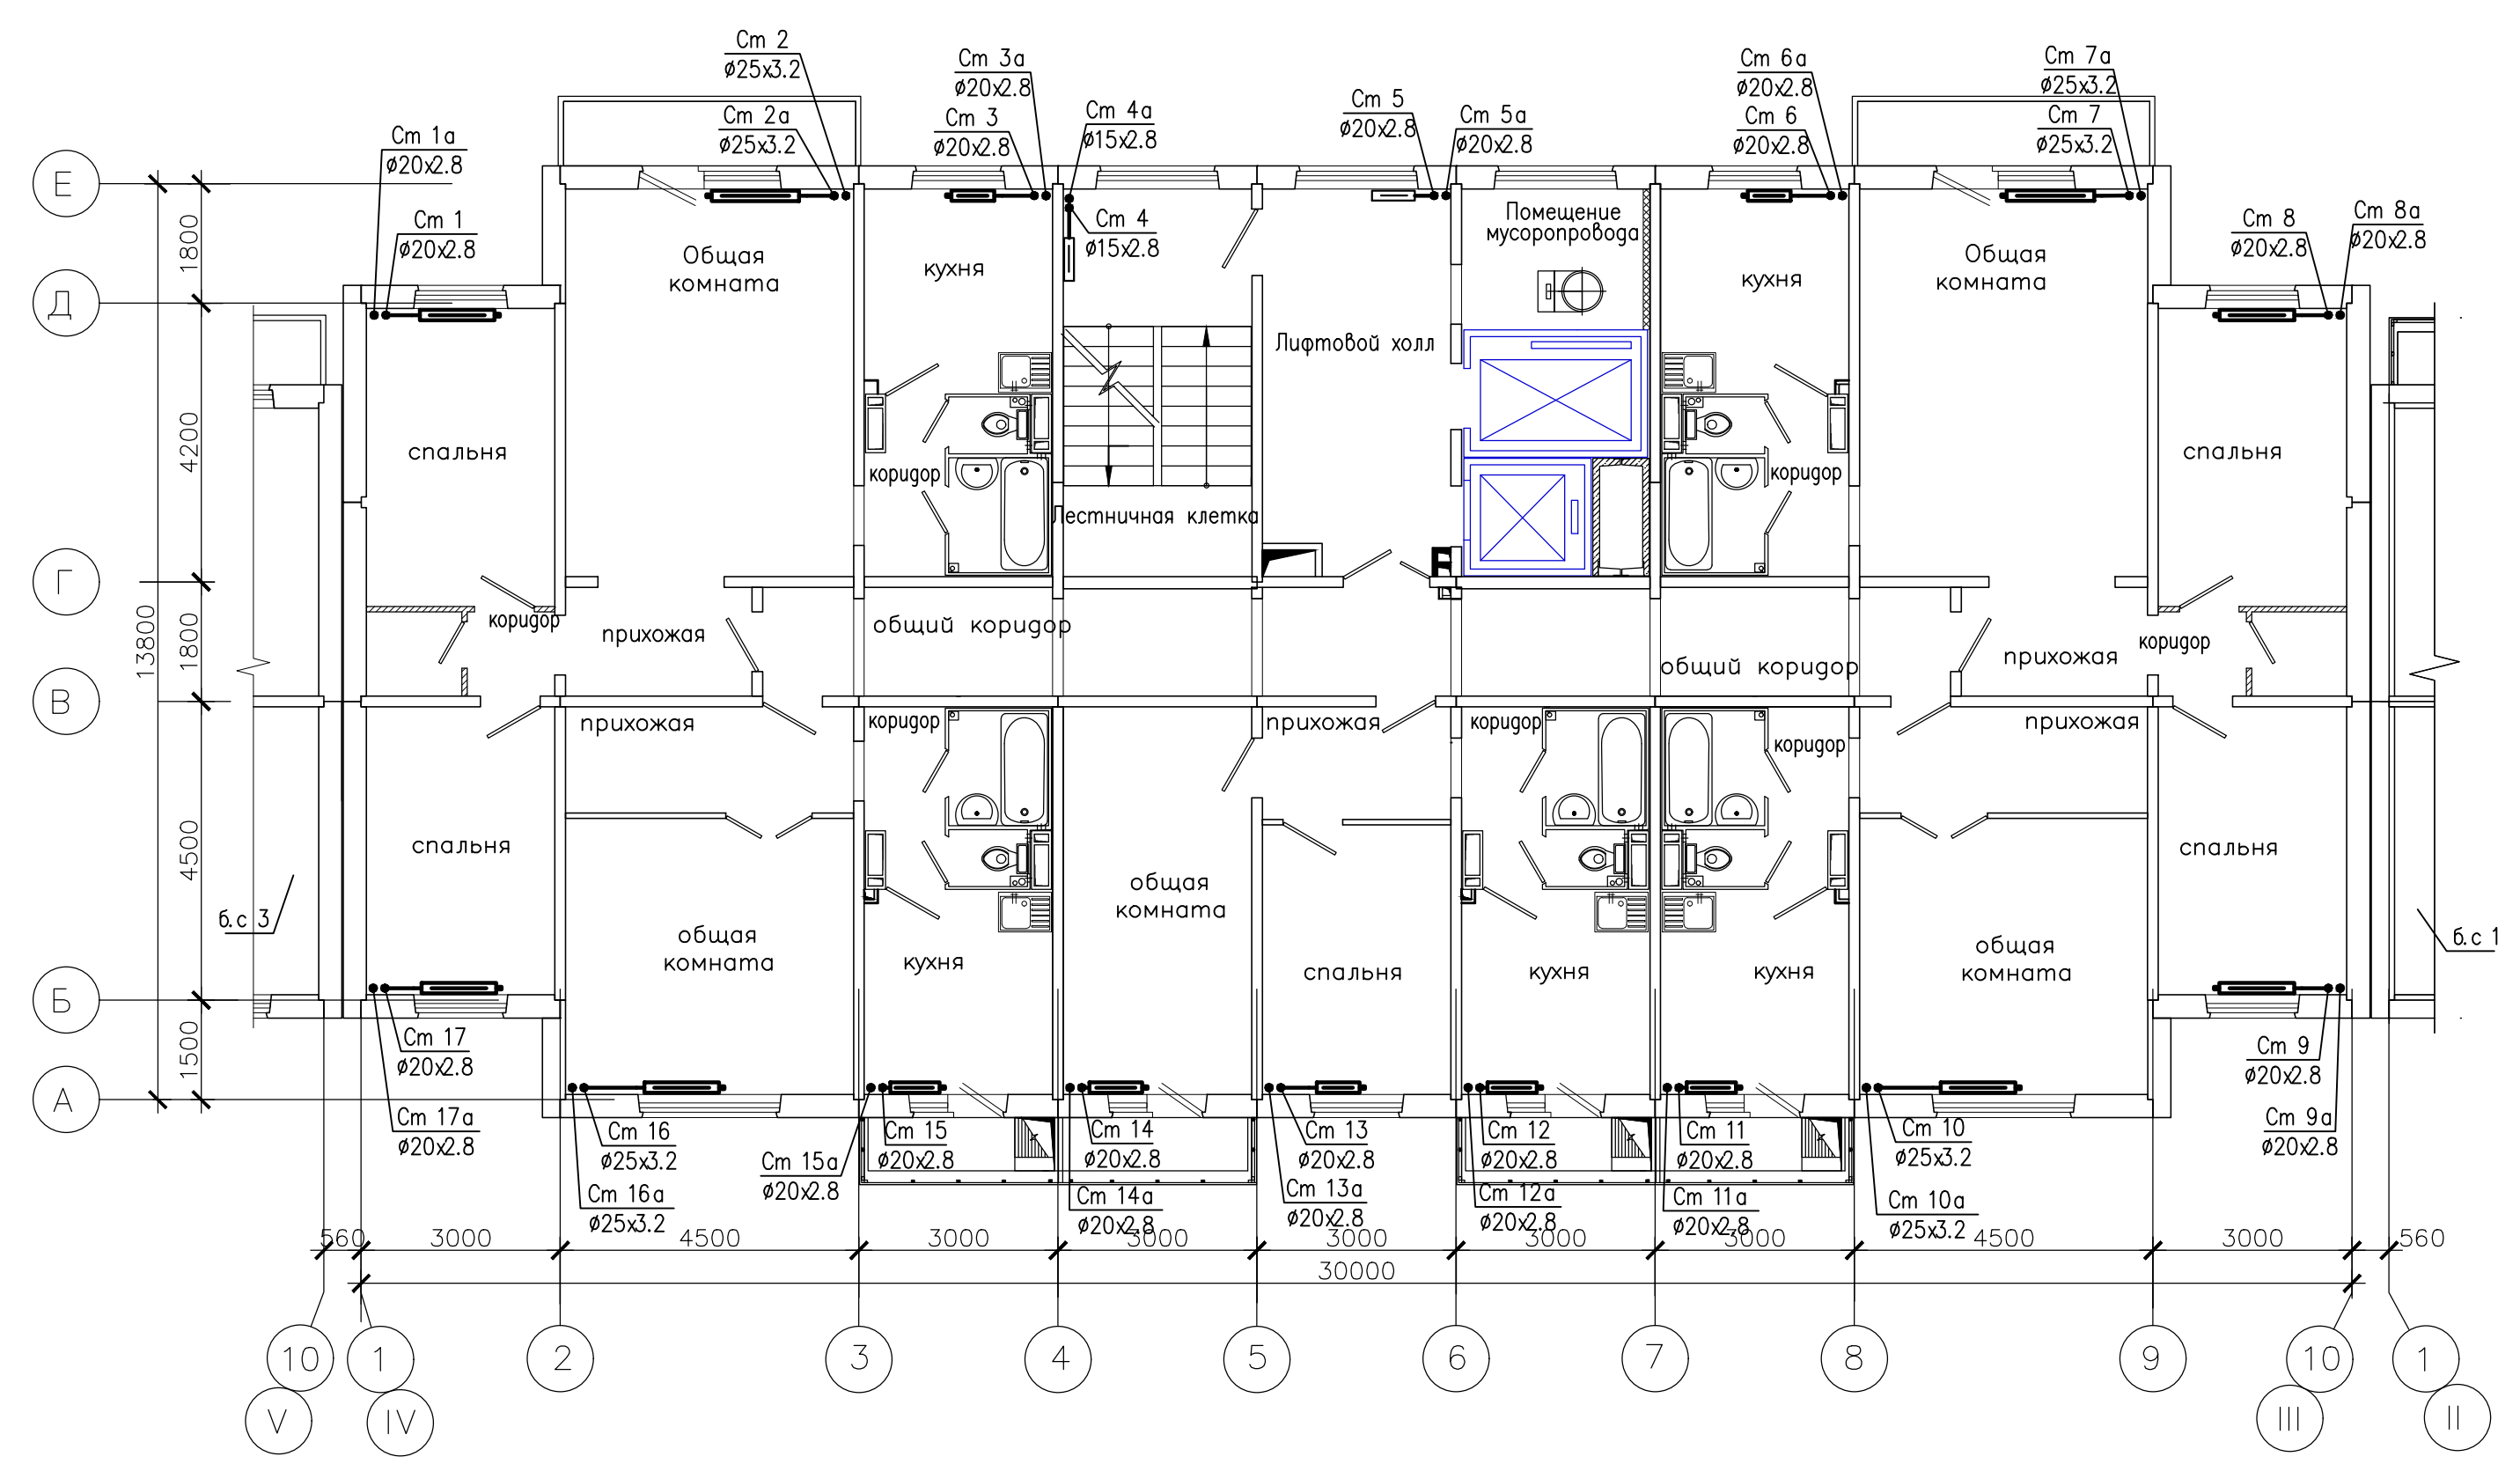 Ст 2
ø25х3.2
Ст 3а
ø20х2.8
Ст 6а
ø20х2.8
Ст 7а
ø25х3.2
Ст 1а
ø20х2.8
Ст 2а
ø25х3.2
Ст 3
ø20х2.8
Ст 4а
ø15х2.8
Ст 5
ø20х2.8
Ст 5а
ø20х2.8
Ст 6
ø20х2.8
Ст 7
ø25х3.2
Ст 1
ø20х2.8
Ст 4
ø15х2.8
Ст 8
ø20х2.8
Ст 8а
ø20х2.8
Е
Д
Г
В
Б
А
1800
4200
1800
4500
1500
13800
Общая
комната
кухня
Помещение
мусоропровода
кухня
Общая
комната
Лифтовой холл
спальня
коридор
коридор
спальня
Лестничная клетка
коридор
прихожая
общий коридор
общий коридор
прихожая
коридор
прихожая
коридор
прихожая
коридор
коридор
прихожая
спальня
общая
комната
спальня
б.с 3
общая
комната
кухня
спальня
кухня
кухня
общая
комната
б.с 1
Ст 17
ø20х2.8
Ст 17а
ø20х2.8
Ст 16
ø25х3.2
Ст 16а
ø25х3.2
Ст 15а
ø20х2.8
Ст 15
ø20х2.8
Ст 14
ø20х2.8
Ст 14а
ø20х2.8
Ст 13
ø20х2.8
Ст 13а
ø20х2.8
Ст 12
ø20х2.8
Ст 12а
ø20х2.8
Ст 11
ø20х2.8
Ст 11а
ø20х2.8
Ст 10
ø25х3.2
Ст 10а
ø25х3.2
Ст 9
ø20х2.8
Ст 9а
ø20х2.8
560 3000 4500 3000 3000 3000 3000 3000 4500 3000 560
30000
10 1 2 3 4 5 6 7 8 9 10 1
V IV III II